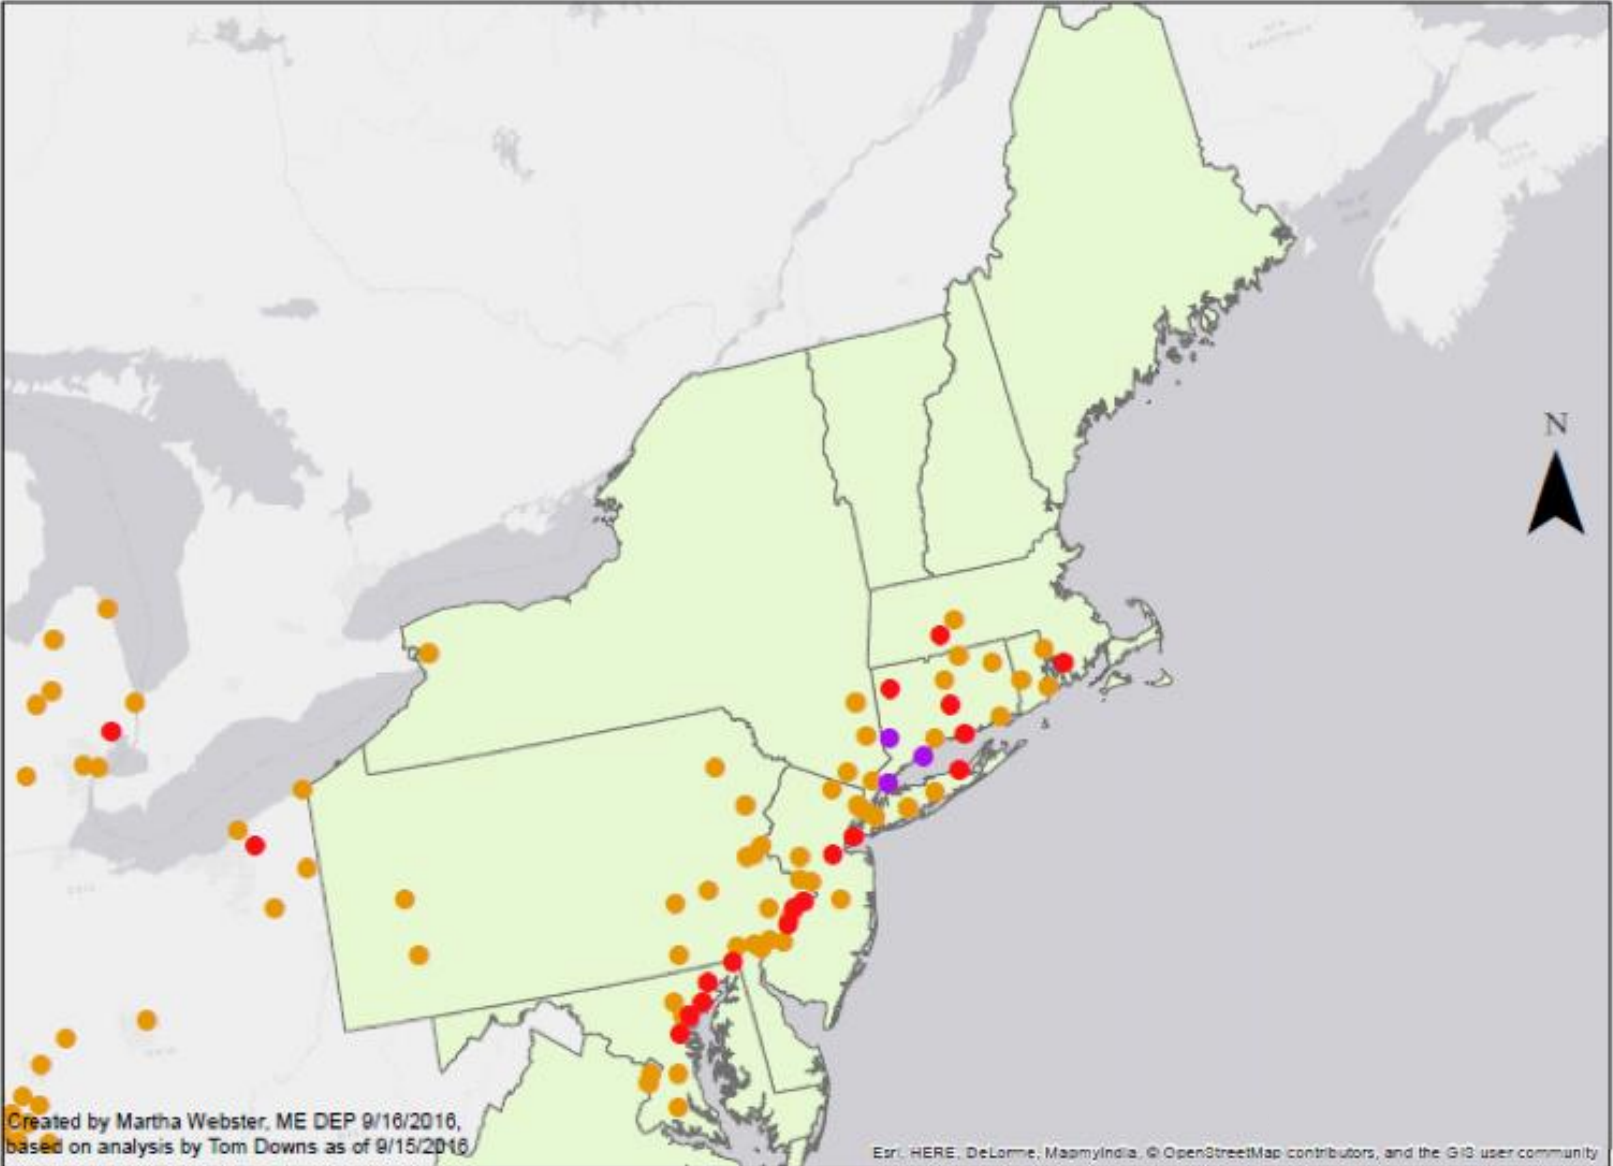 N
Created by Martha Webster, ME DEP 9/16/2016,
based on analysis by Tom Downs as of 9/15/2016
Esri, HERE, DeLorme, MapmyIndia, © OpenStreetMap contributors, and the GIS user community